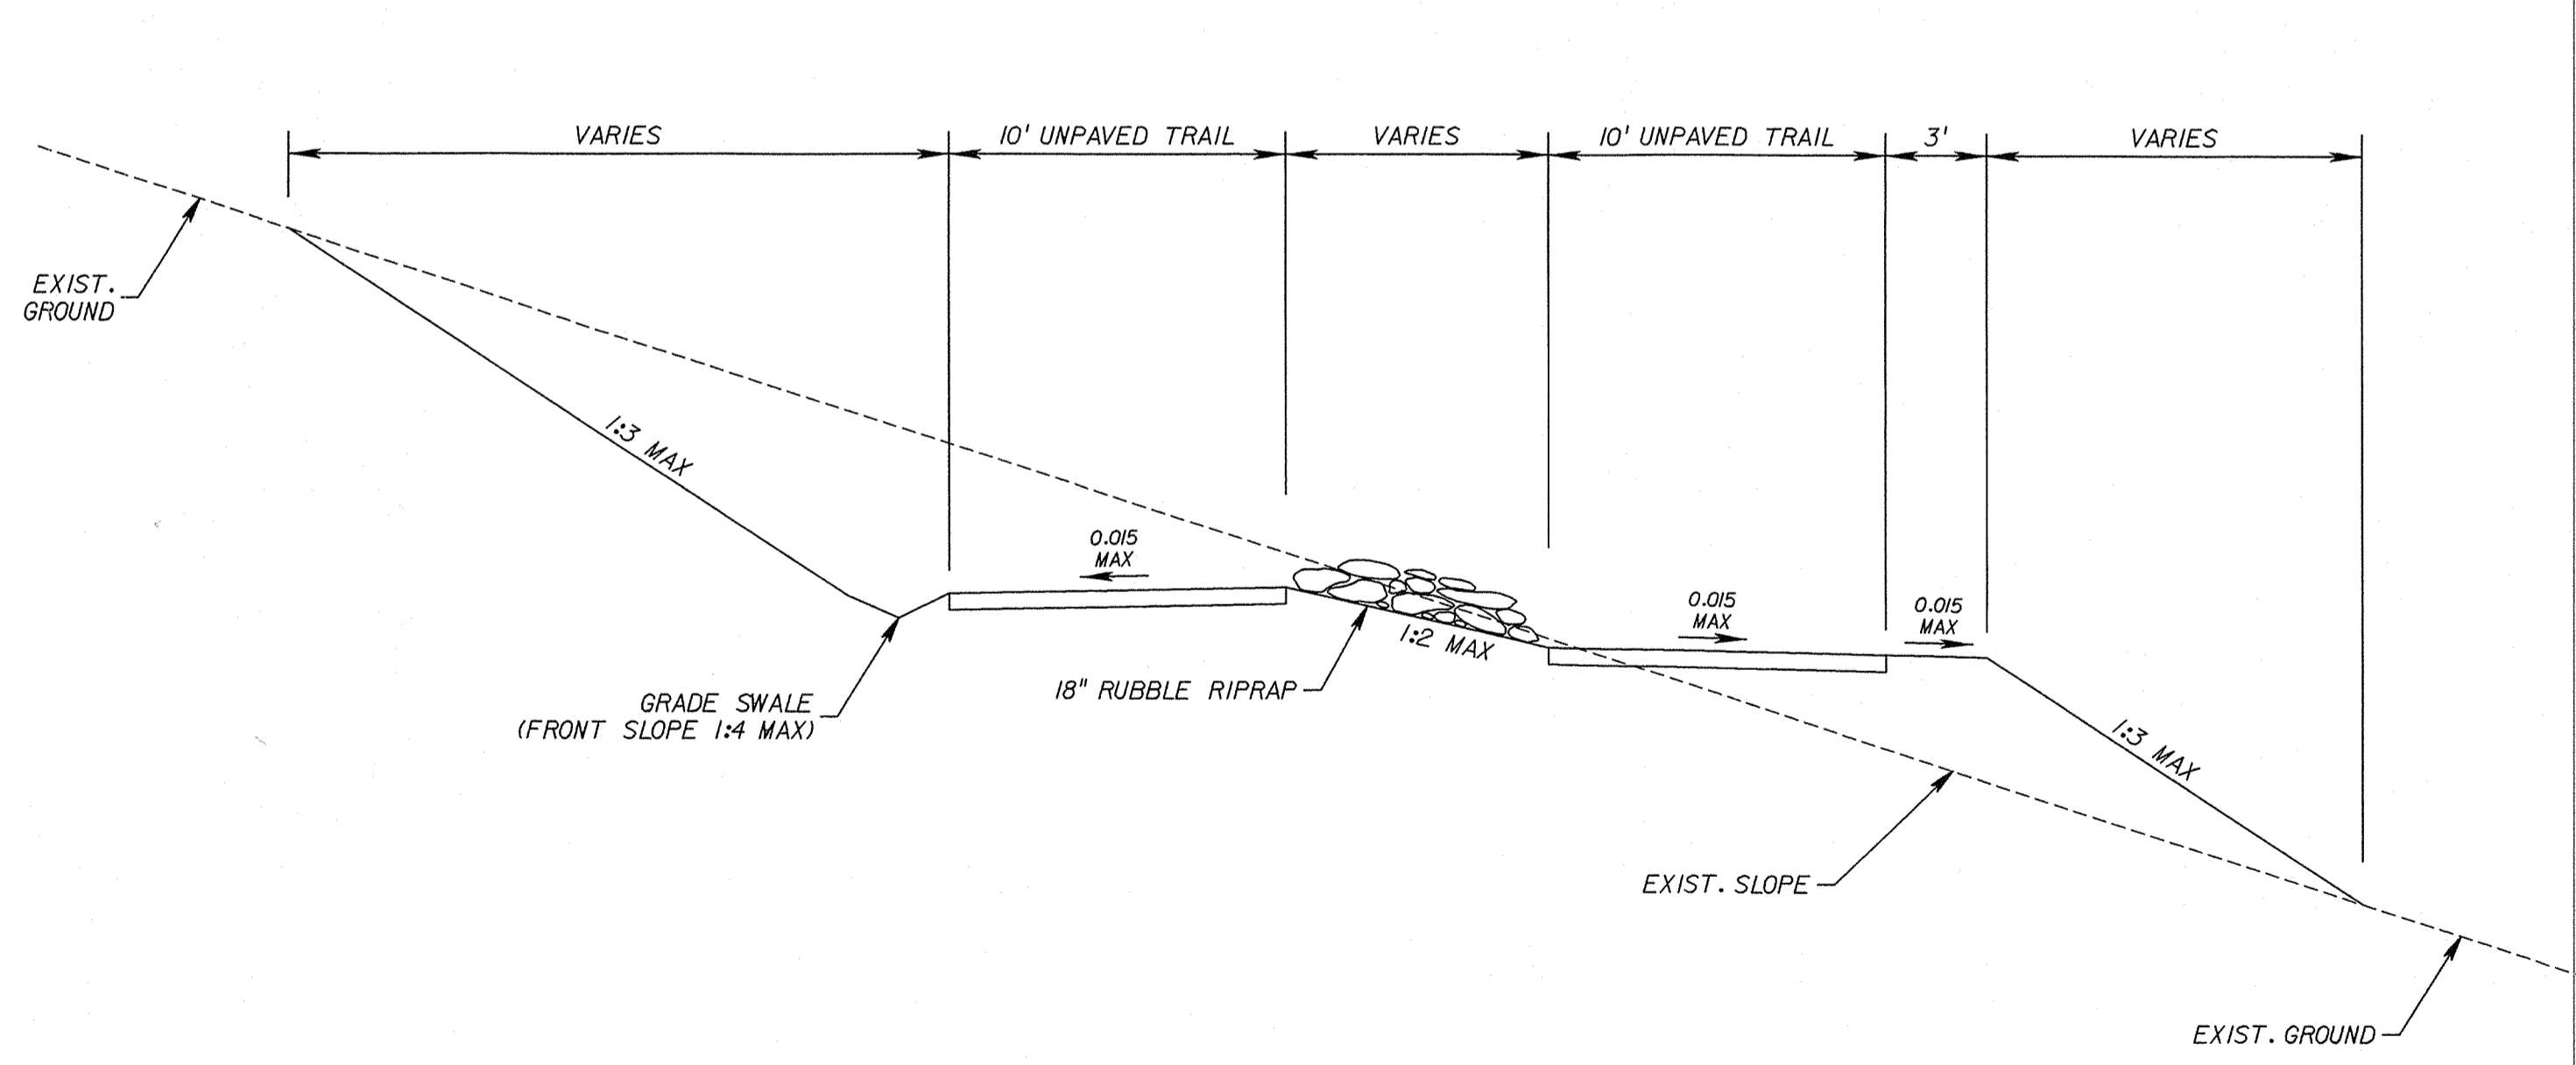 VARIES
10' UNPAVED TRAIL
VARIES
10' UNPAVED TRAIL
3'
VARIES
EXIST.
GROUND
1:3 MAX
0.015
MAX
0.015
MAX
0.015
MAX
1:2 MAX
18" RUBBLE RIPRAP
GRADE SWALE
(FRONT SLOPE 1:4 MAX)
1:3 MAX
EXIST. SLOPE
EXIST. GROUND